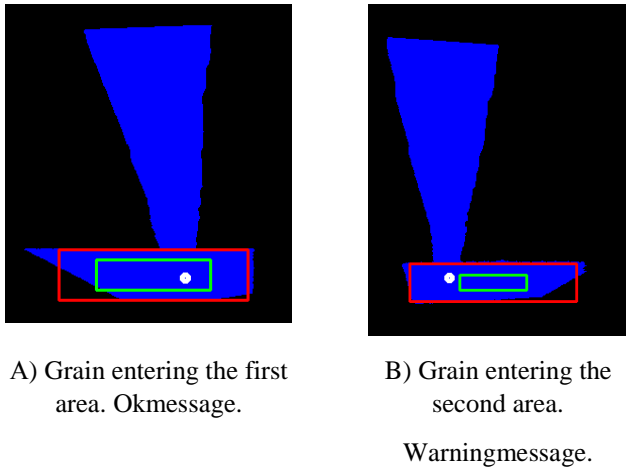 A) Grain entering the first
area. Okmessage.
B) Grain entering the
second area.
Warningmessage.